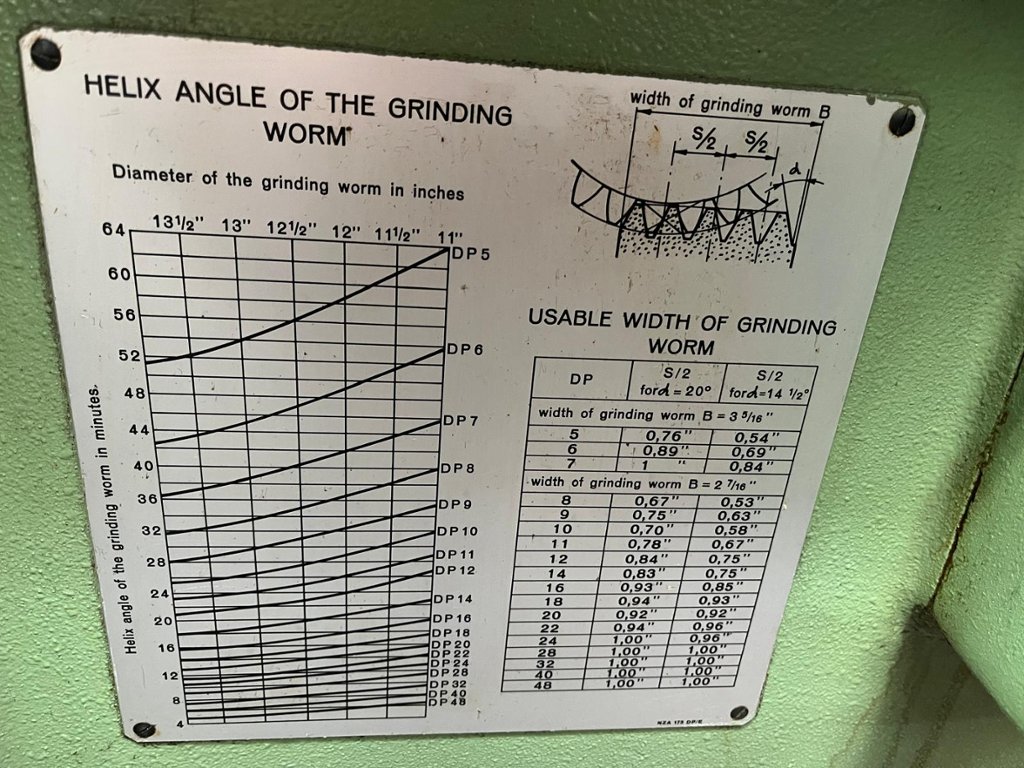 HELIX ANGLE OF THE GRINDING
WORM
Diameter of the grinding worm in inches
13 1/2" 13" 12 1/2" 12" 11 1/2" 11"
64
60
56
52
48
44
40
36
32
28
24
20
16
12
8
4
Helix angle of the grinding worm in minutes.
DP5
DP6
DP7
DP8
DP9
DP10
DP11
DP12
DP14
DP16
DP18
DP20
DP22
DP24
DP28
DP32
DP40
DP48
width of grinding worm B
S/2 S/2
α
USABLE WIDTH OF GRINDING
WORM
DP S/2 S/2
for α = 20° for α = 14 1/2°
width of grinding worm B = 3 5/16"
5 0,76" 0,54"
6 0,89" 0,69"
7 1 " 0,84"
width of grinding worm B = 2 7/16"
8 0,67" 0,53"
9 0,75" 0,63"
10 0,70" 0,58"
11 0,78" 0,67"
12 0,84" 0,75"
14 0,83" 0,75"
16 0,93" 0,85"
18 0,94" 0,93"
20 0,92" 0,92"
22 0,94" 0,96"
24 1,00" 0,96"
28 1,00" 1,00"
32 1,00" 1,00"
40 1,00" 1,00"
48 1,00" 1,00"
NZA 175 DP/E